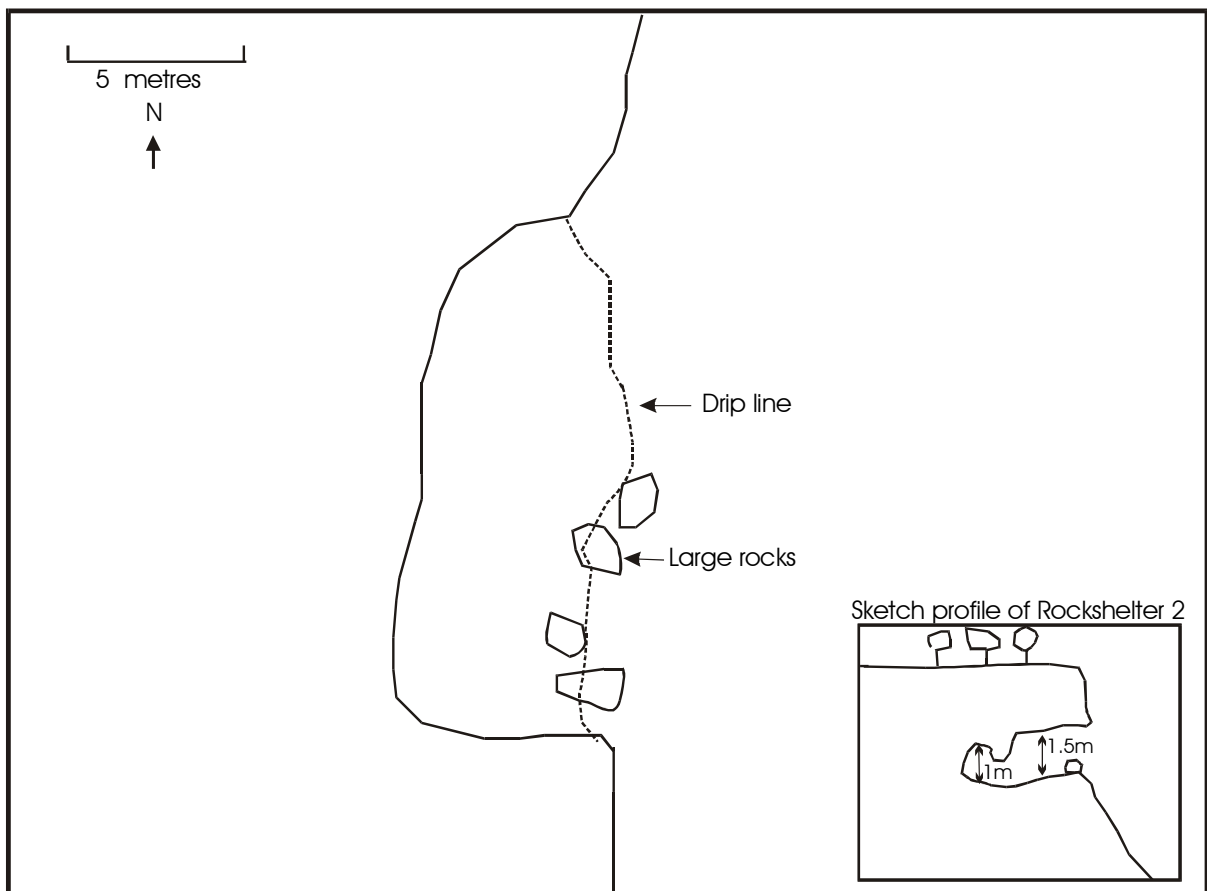 5 metres
N
Drip line
Large rocks
Sketch profile of Rockshelter 2
1.5m
1m